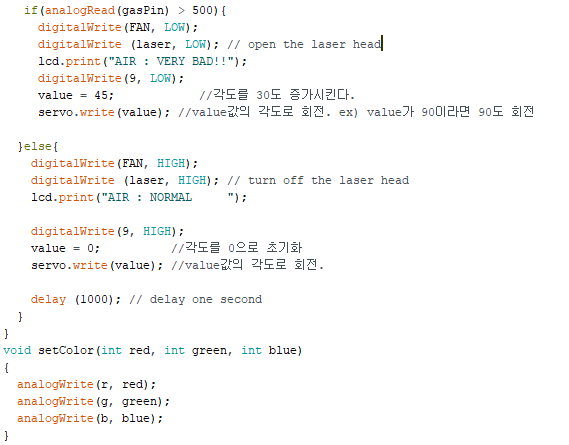 if(analogRead(gasPin) > 500){
digitalWrite(FAN, LOW);
digitalWrite (laser, LOW); // open the laser head
lcd.print("AIR : VERY BAD!!");
digitalWrite(9, LOW);
value = 45;            //각도를 30도 증가시킨다.
servo.write(value); //value값의 각도로 회전. ex) value가 90이라면 90도 회전
}else{
digitalWrite(FAN, HIGH);
digitalWrite (laser, HIGH); // turn off the laser head
lcd.print("AIR : NORMAL     ");
digitalWrite(9, HIGH);
value = 0;          //각도를 0으로 초기화
servo.write(value); //value값의 각도로 회전.
delay (1000); // delay one second
}
}
void setColor(int red, int green, int blue)
{
analogWrite(r, red);
analogWrite(g, green);
analogWrite(b, blue);
}